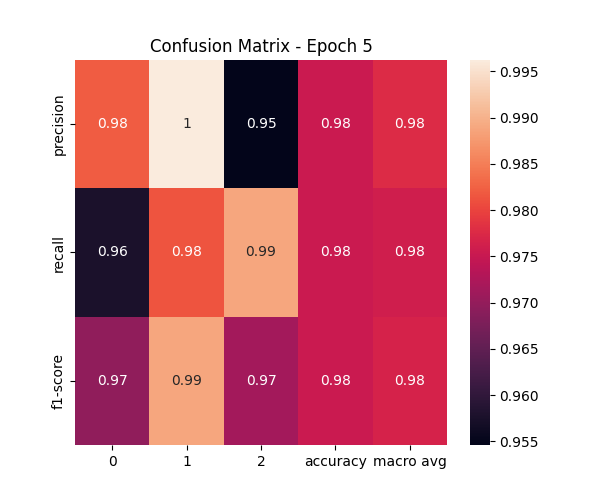 Confusion Matrix - Epoch 5
precision
0.98 1 0.95 0.98 0.98
recall
0.96 0.98 0.99 0.98 0.98
f1-score
0.97 0.99 0.97 0.98 0.98
0 1 2 accuracy macro avg
0.995
0.990
0.985
0.980
0.975
0.970
0.965
0.960
0.955